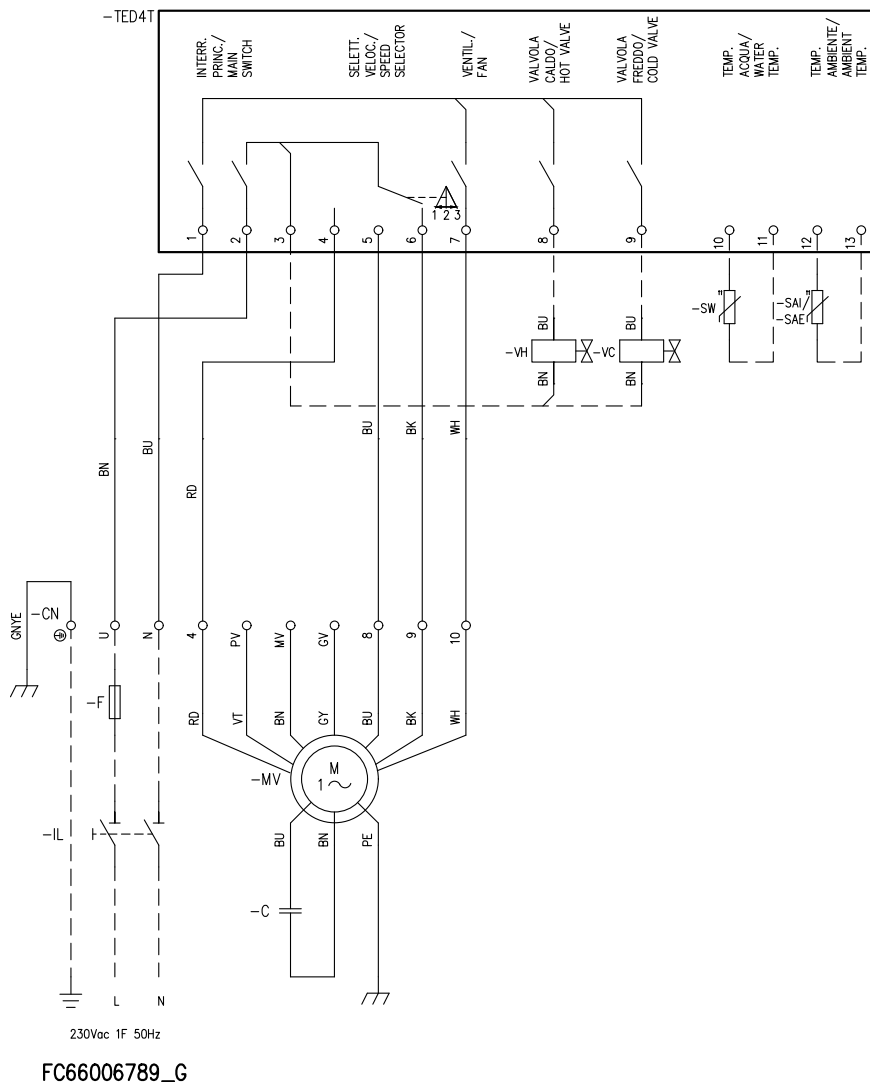 -TED4T
INTERR.
PRINC./
MAIN
SWITCH
SELETT.
VELOC./
SPEED
SELECTOR
VENTIL./
FAN
VALVOLA
CALDO/
HOT VALVE
VALVOLA
FREDDO/
COLD VALVE
TEMP.
ACQUA/
WATER
TEMP.
TEMP.
AMBIENTE/
AMBIENT
TEMP.
1 2 3
1 2 3 4 5 6 7 8 9 10 11 12 13
-SW
-SAI/
-SAE
BU BU
-VH -VC
BN BN
BN BU RD BU BK WH
GNYE
-CN
U N 4 PV MV GV 8 9 10
-F
RD VT BN GY BU BK WH
-MV
M
1
-IL
BU BN PE
-C
L N
230Vac 1F 50Hz
FC66006789_G